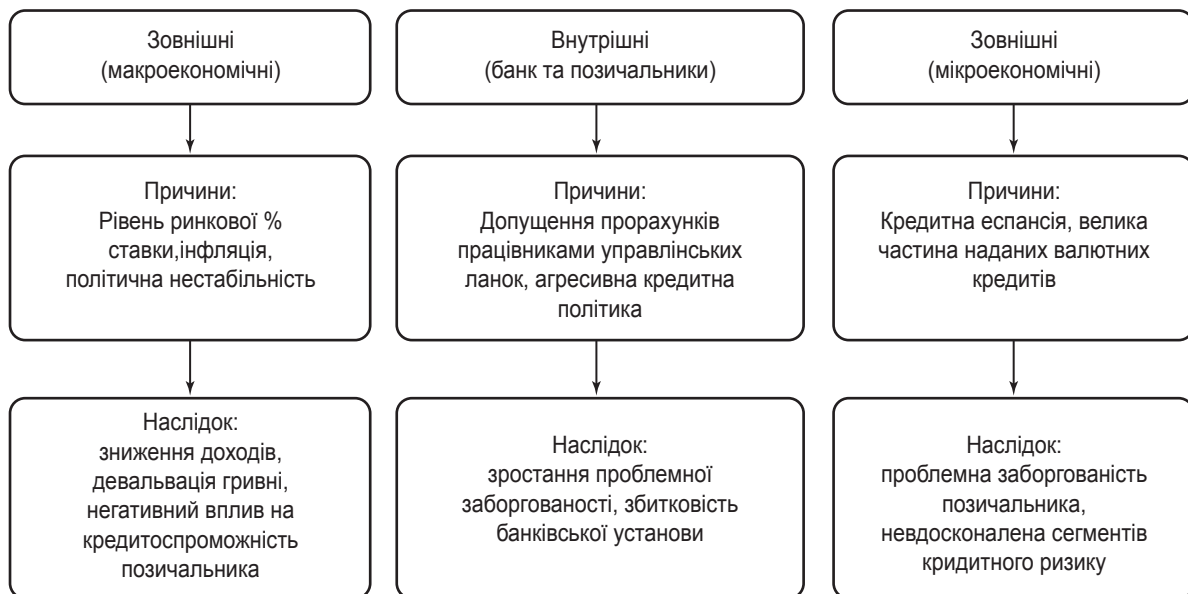 Зовнішні
(макроекономічні)
Внутрішні
(банк та позичальники)
Зовнішні
(мікроекономічні)
Причини:
Рівень ринкової %
ставки,інфляція,
політична нестабільність
Причини:
Допущення прорахунків
працівниками управлінських
ланок, агресивна кредитна
політика
Причини:
Кредитна еспансія, велика
частина наданих валютних
кредитів
Наслідок:
зниження доходів,
девальвація гривні,
негативний вплив на
кредитоспроможність
позичальника
Наслідок:
зростання проблемної
заборгованості, збитковість
банківської установи
Наслідок:
проблемна заборгованість
позичальника,
невдосконалена сегментів
кридитного ризику